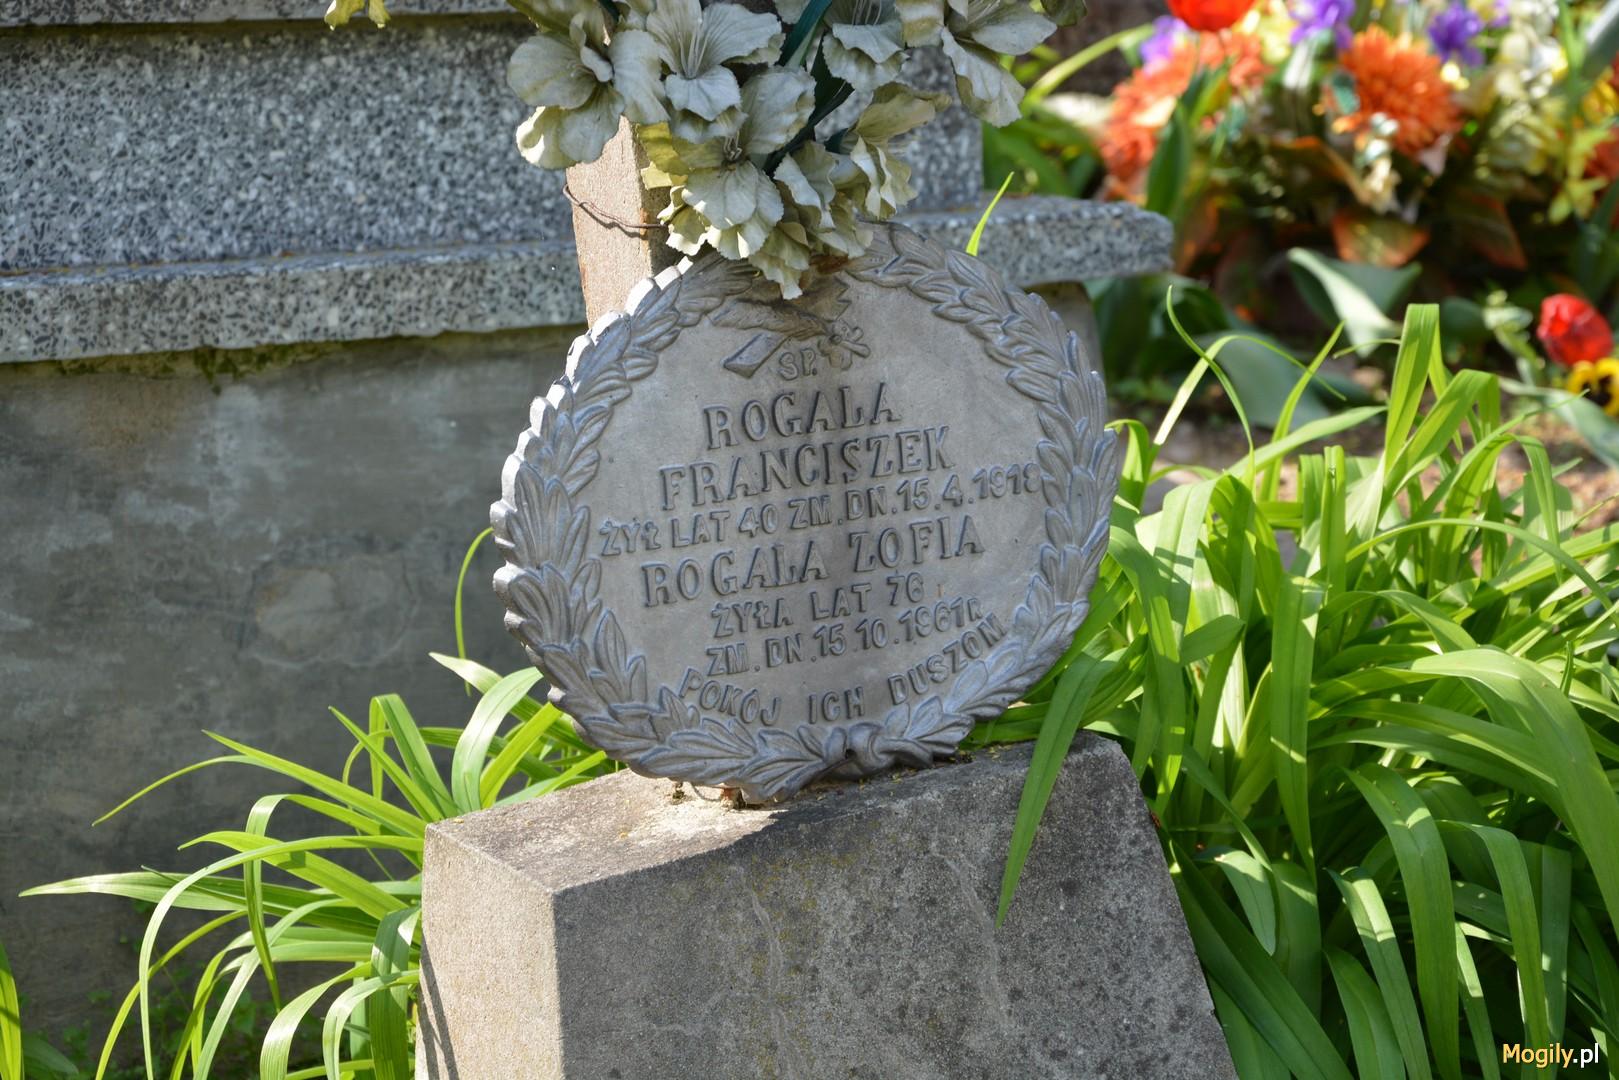 ŚP.
ROGALA
FRANCISZEK
ŻYŁ LAT 40 ZM. DN. 15.4.1918
ROGALA ZOFIA
ŻYŁA LAT 76
ZM. DN. 15.10.1961R
POKÓJ ICH DUSZOM
Mogily.pl